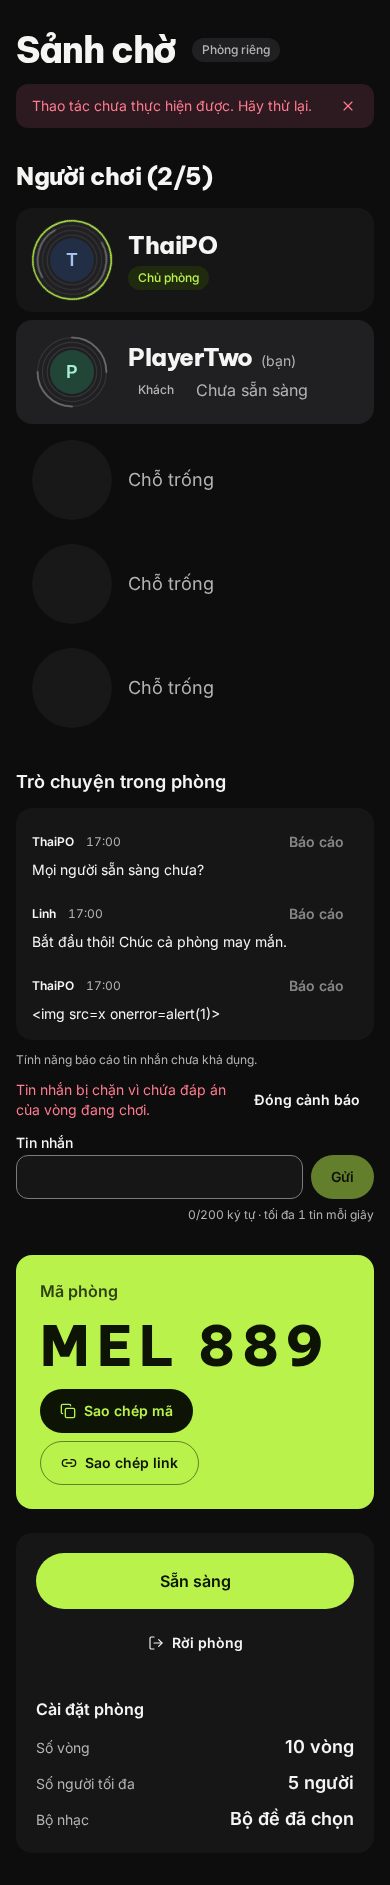 Sảnh chờ
Phòng riêng
Thao tác chưa thực hiện được. Hãy thử lại.
Người chơi (2/5)
T
ThaiPO
Chủ phòng
P
PlayerTwo (bạn)
Khách
Chưa sẵn sàng
Chỗ trống
Chỗ trống
Chỗ trống
Trò chuyện trong phòng
ThaiPO 17:00 Báo cáo
Mọi người sẵn sàng chưa?
Linh 17:00 Báo cáo
Bắt đầu thôi! Chúc cả phòng may mắn.
ThaiPO 17:00 Báo cáo
<img src=x onerror=alert(1)>
Tính năng báo cáo tin nhắn chưa khả dụng.
Tin nhắn bị chặn vì chứa đáp án
của vòng đang chơi.
Đóng cảnh báo
Tin nhắn
Gửi
0/200 ký tự · tối đa 1 tin mỗi giây
Mã phòng
MEL 889
Sao chép mã
Sao chép link
Sẵn sàng
Rời phòng
Cài đặt phòng
Số vòng 10 vòng
Số người tối đa 5 người
Bộ nhạc Bộ đề đã chọn